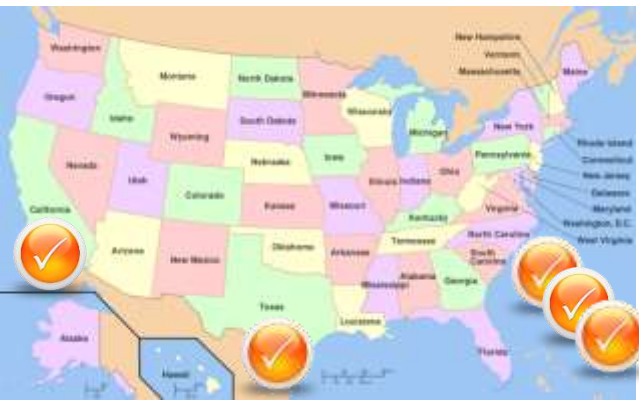 New Hampshire
Washington
Vermont
Montana
North Dakota
Massachusetts
Maine
Minnesota
Oregon
Wisconsin
Idaho
South Dakota
Michigan
New York
Wyoming
Rhode Island
Iowa
Pennsylvania
Connecticut
Nebraska
Nevada
Ohio
New Jersey
Utah
Illinois
Indiana
Delaware
Colorado
California
Kansas
Missouri
Virginia
Maryland
Kentucky
Washington, D.C.
North Carolina
West Virginia
Arizona
Oklahoma
Tennessee
New Mexico
Arkansas
South
Carolina
Alabama
Georgia
Mississippi
Texas
Louisiana
Alaska
Florida
Hawaii